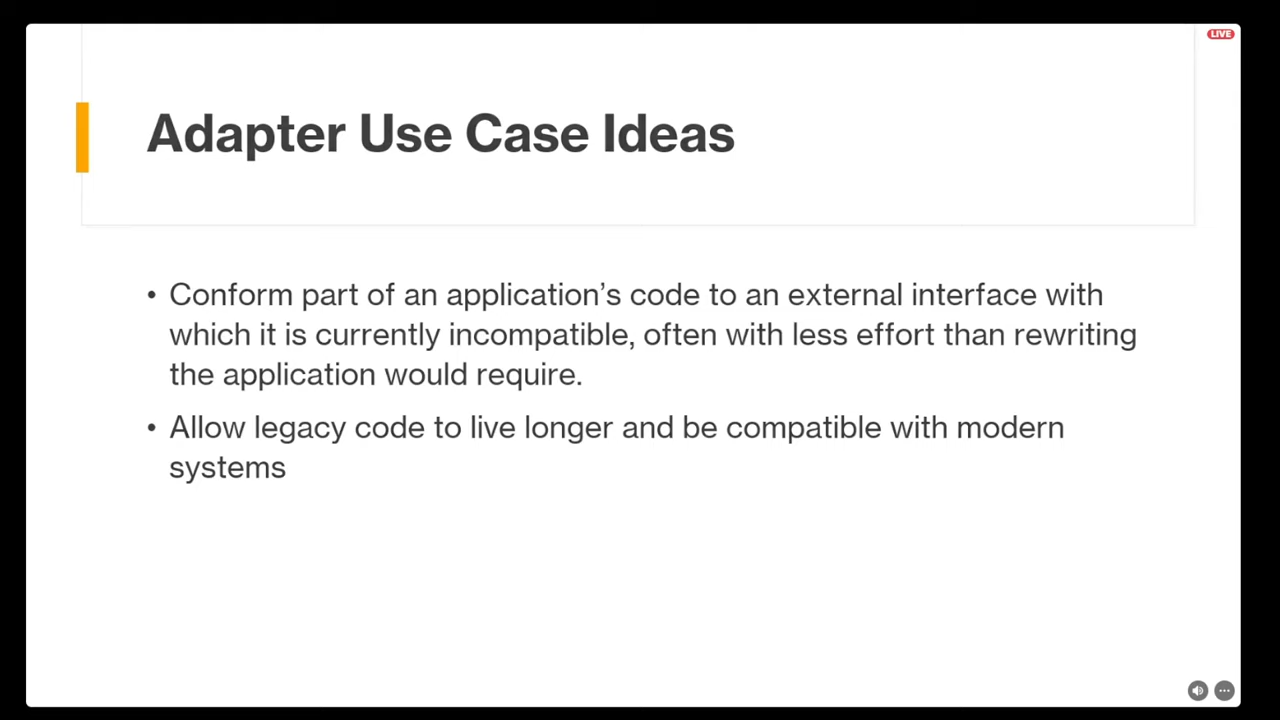 LIVE
Adapter Use Case Ideas
• Conform part of an application’s code to an external interface with
which it is currently incompatible, often with less effort than rewriting
the application would require.
• Allow legacy code to live longer and be compatible with modern
systems